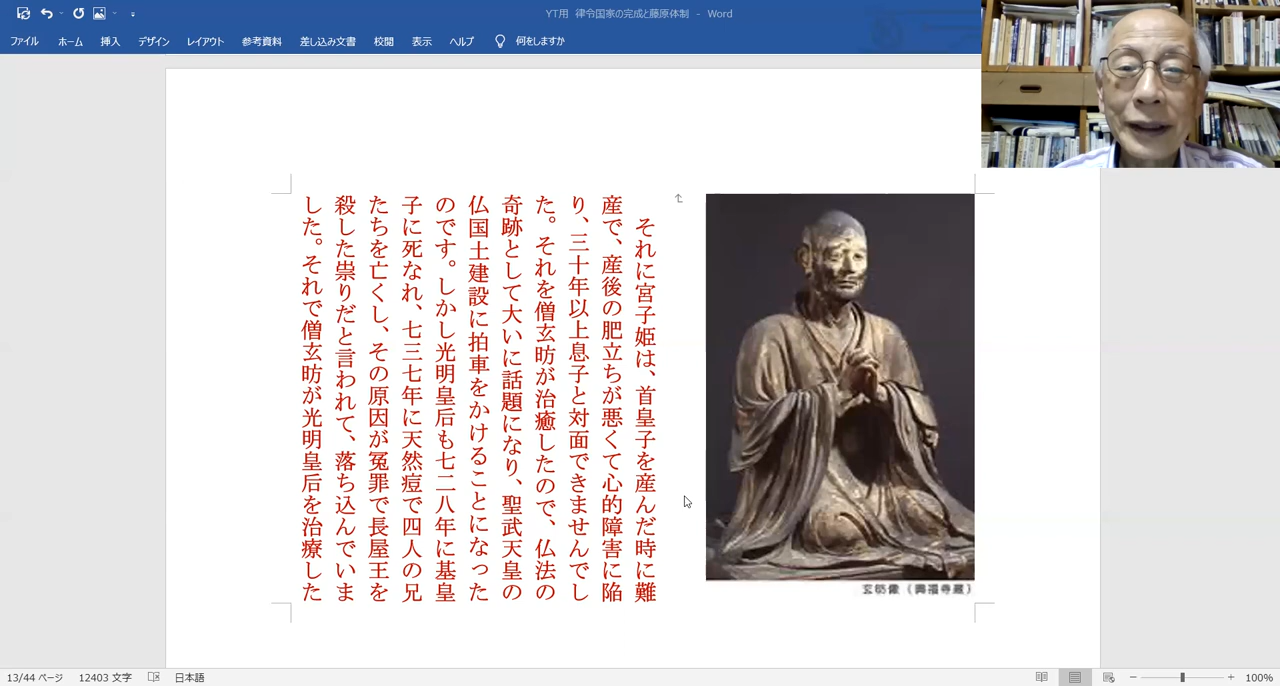 YT用 律令国家の完成と藤原体制 - Word
ファイル ホーム 挿入 デザイン レイアウト 参考資料 差し込み文書 校閲 表示 ヘルプ 何をしますか
それに宮子姫は、首皇子を産んだ時に難
産で、産後の肥立ちが悪くて心的障害に陥
り、三十年以上息子と対面できませんでし
た。それを僧玄昉が治癒したので、仏法の
奇跡として大いに話題になり、聖武天皇の
仏国土建設に拍車をかけることになった
のです。しかし光明皇后も七二八年に基皇
子に死なれ、七三七年に天然痘で四人の兄
たちを亡くし、その原因が冤罪で長屋王を
殺した祟りだと言われて、落ち込んでいま
した。それで僧玄昉が光明皇后を治療した
玄昉像（興福寺蔵）
13/44 ページ 12403 文字 日本語 100%